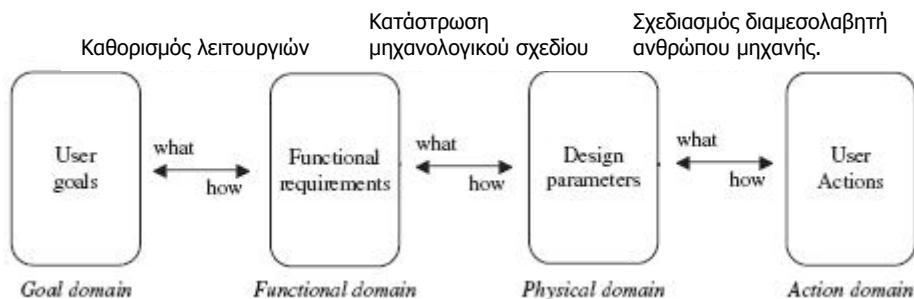 Καθορισμός λειτουργιών
Κατάστρωση
μηχανολογικού σχεδίου
Σχεδιασμός διαμεσολαβητή
ανθρώπου μηχανής.
User
goals
what
how
Functional
requirements
what
how
Design
parameters
what
how
User
Actions
Goal domain
Functional domain
Physical domain
Action domain